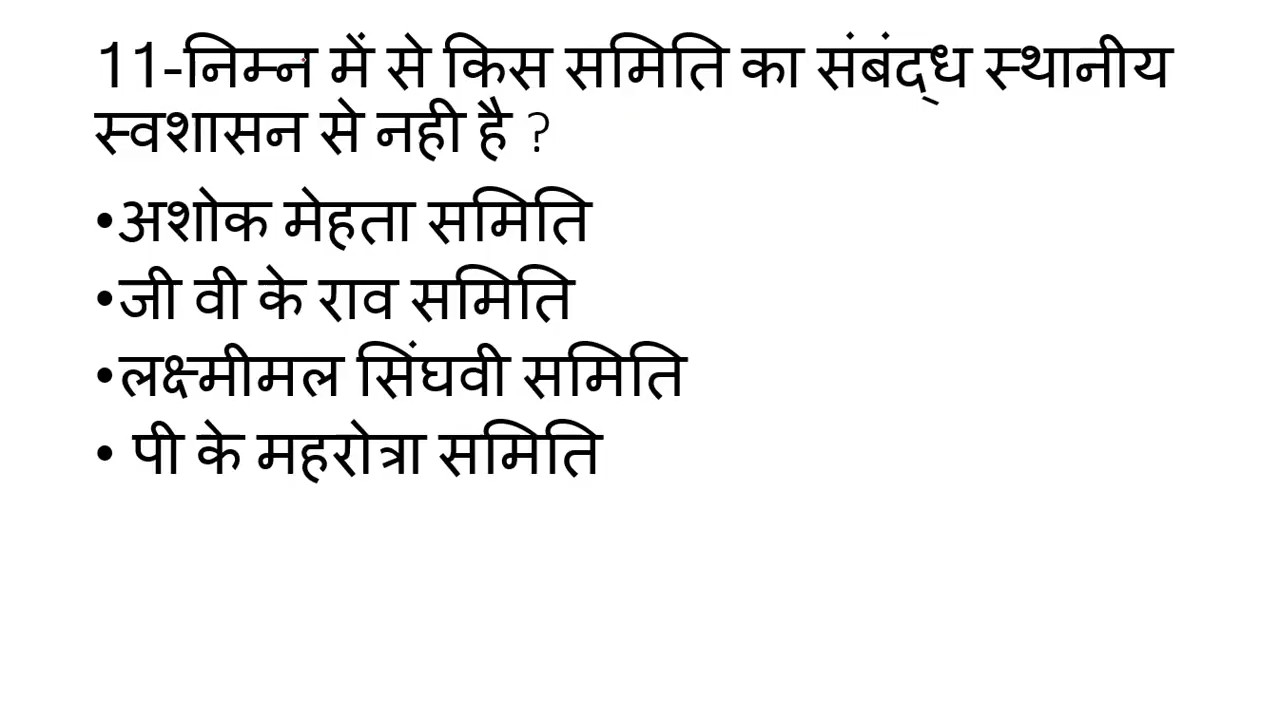 11-निम्न में से किस समिति का संबंद्ध स्थानीय
स्वशासन से नही है ?
•अशोक मेहता समिति
•जी वी के राव समिति
•लक्ष्मीमल सिंघवी समिति
• पी के महरोत्रा समिति